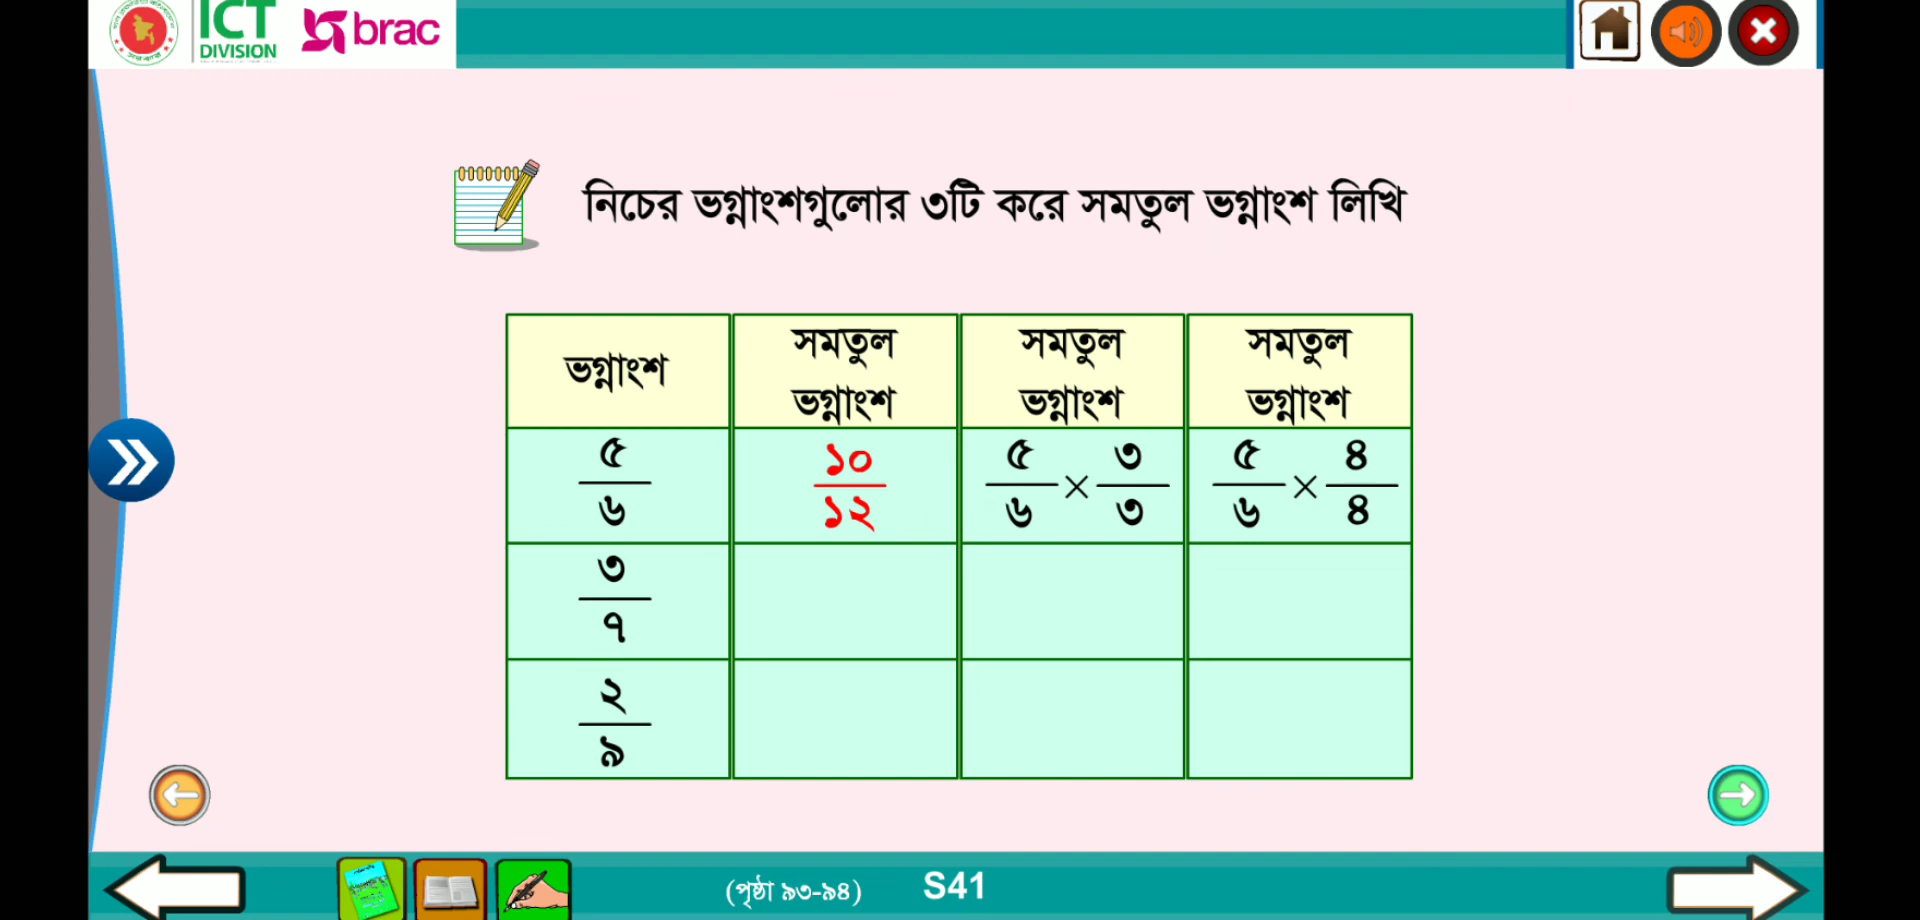 ICT
DIVISION
brac
নিচের ভগ্নাংশগুলোর ৩টি করে সমতুল ভগ্নাংশ লিখি
ভগ্নাংশ সমতুল ভগ্নাংশ সমতুল ভগ্নাংশ সমতুল ভগ্নাংশ
৫/৬ ১০/১২ ৫/৬ × ৩/৩ ৫/৬ × ৪/৪
৩/৭
২/৯
(পৃষ্ঠা ৯৩-৯৪) S41